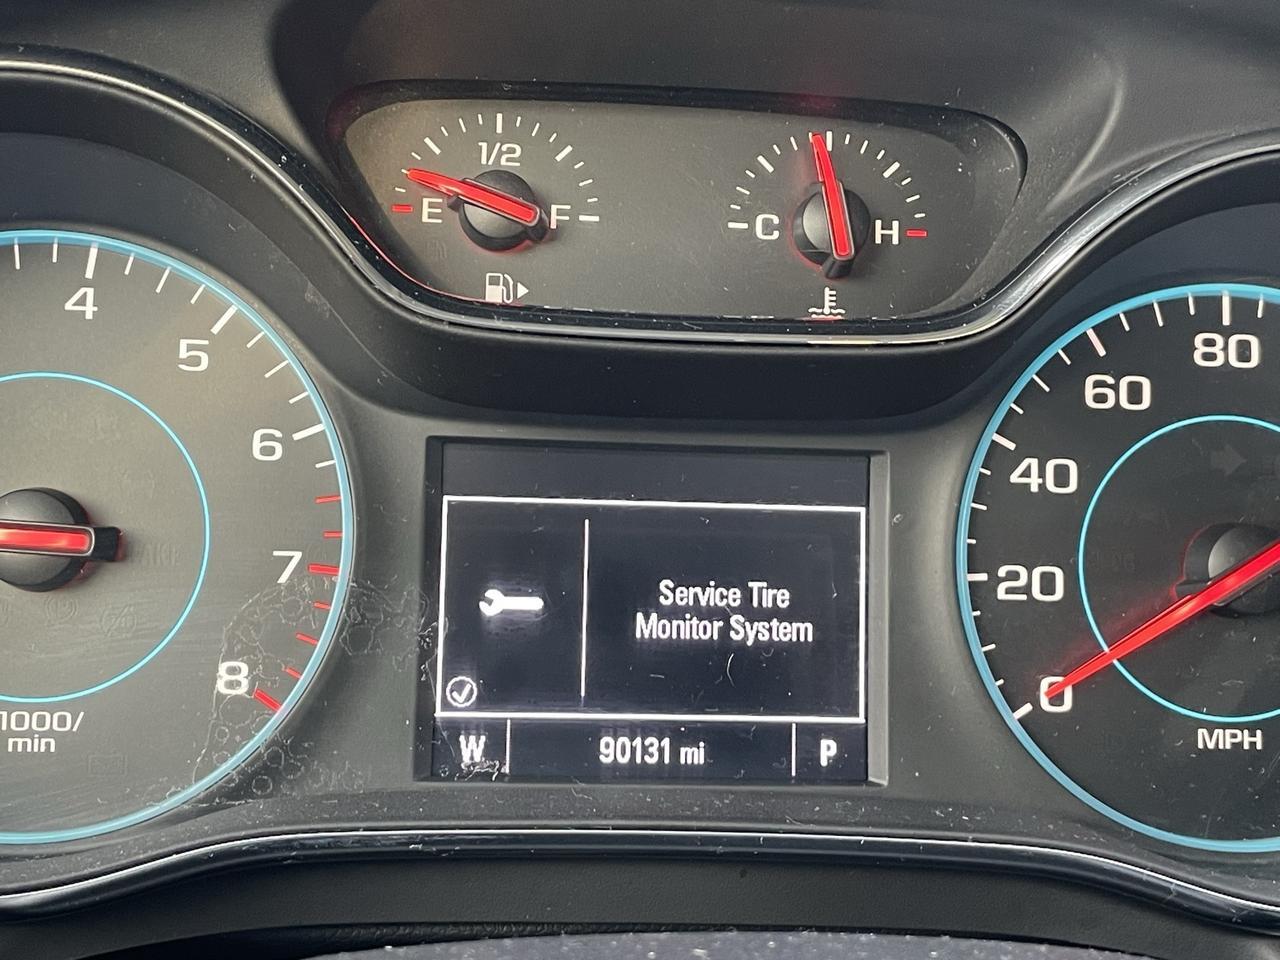 1/2
E F
C H
4
5
6
7
8
1000/
min
Service Tire
Monitor System
W 90131 mi P
80
60
40
20
0
MPH